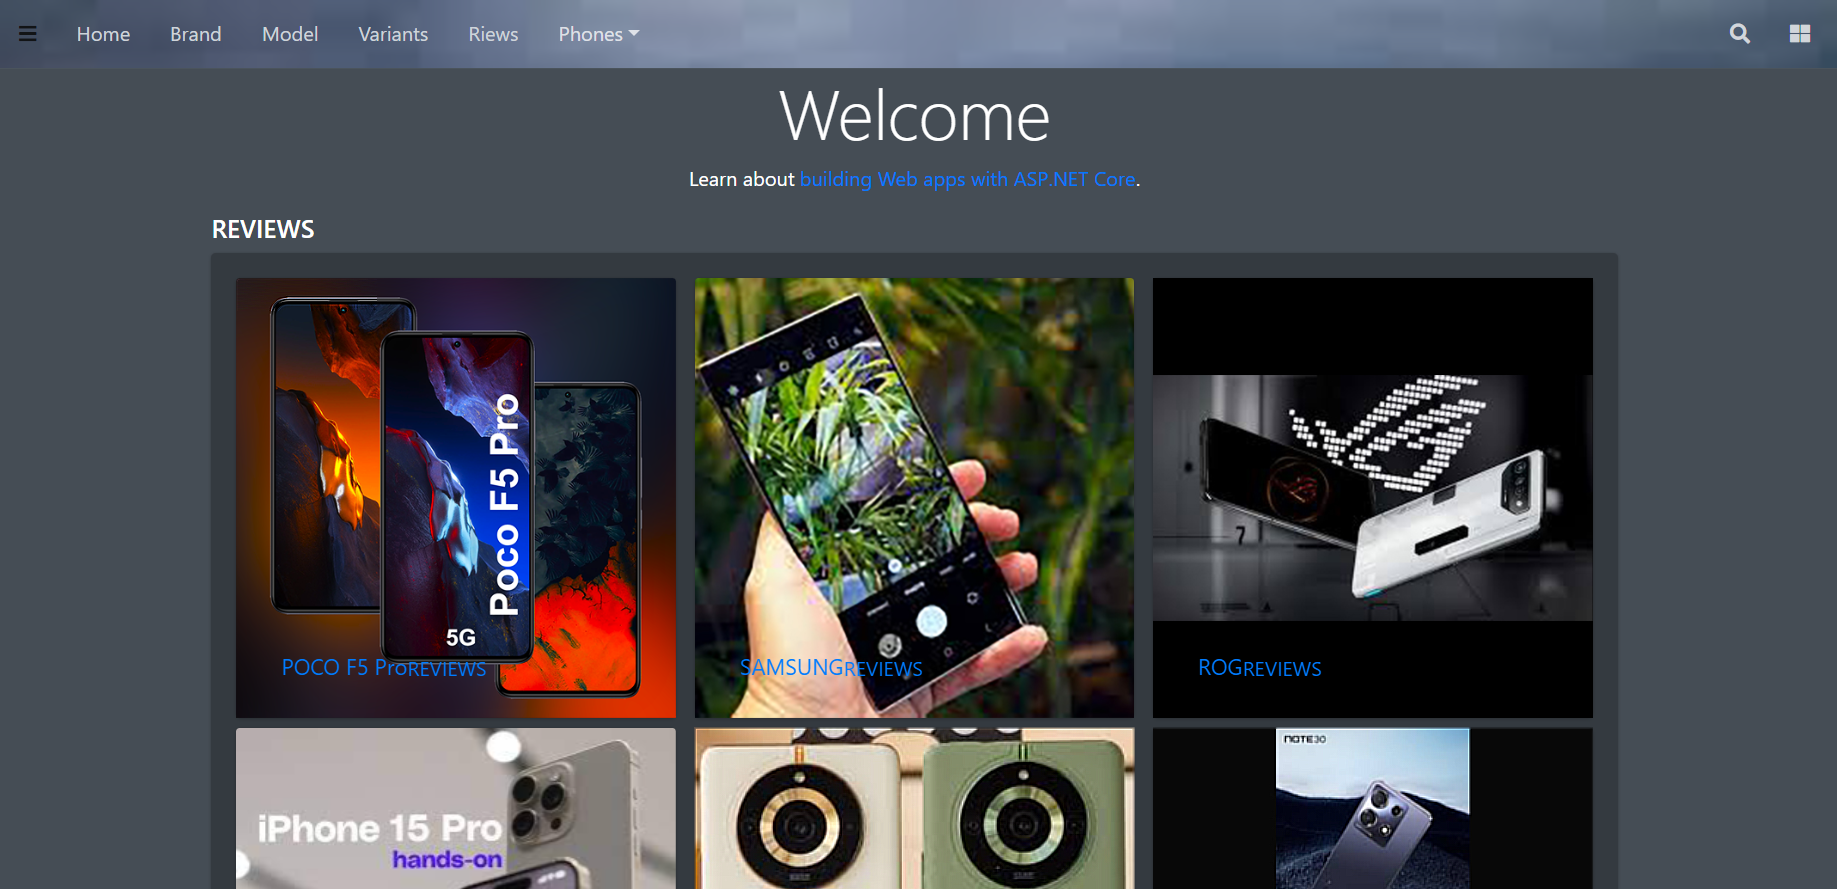 Home Brand Model Variants Riews Phones
Welcome
Learn about building Web apps with ASP.NET Core.
REVIEWS
Poco F5 Pro
5G
POCO F5 ProREVIEWS
SAMSUNGREVIEWS
7
ROGREVIEWS
iPhone 15 Pro
hands-on
NOTE30